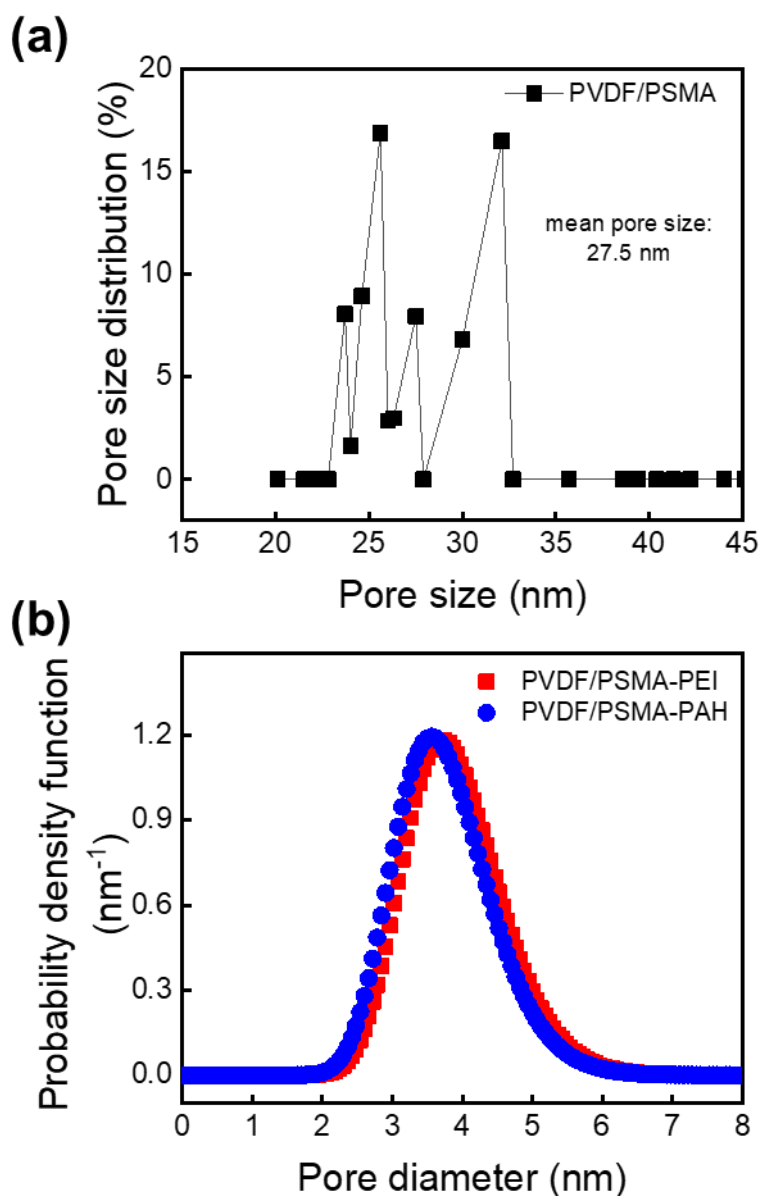 (a)
20
15
10
5
0
Pore size distribution (%)
PVDF/PSMA
mean pore size:
27.5 nm
15 20 25 30 35 40 45
Pore size (nm)
(b)
1.2
0.9
0.6
0.3
0.0
Probability density function
(nm⁻¹)
PVDF/PSMA-PEI
PVDF/PSMA-PAH
0 1 2 3 4 5 6 7 8
Pore diameter (nm)